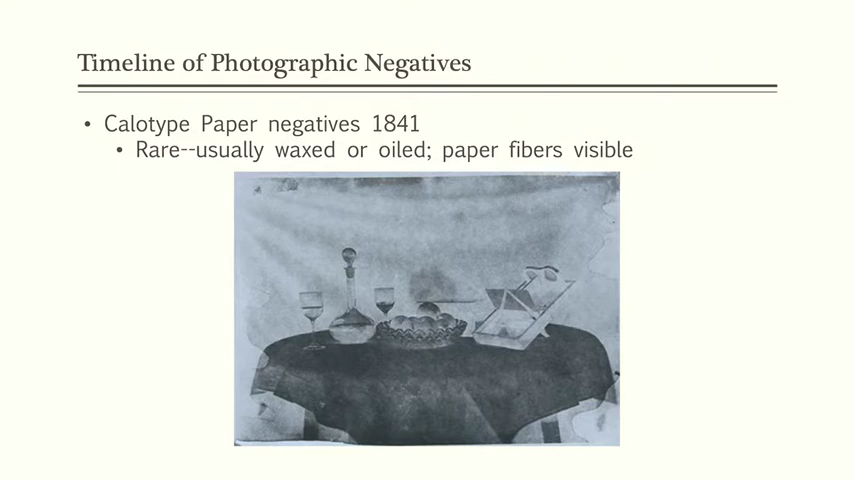 Timeline of Photographic Negatives
• Calotype Paper negatives 1841
• Rare--usually waxed or oiled; paper fibers visible